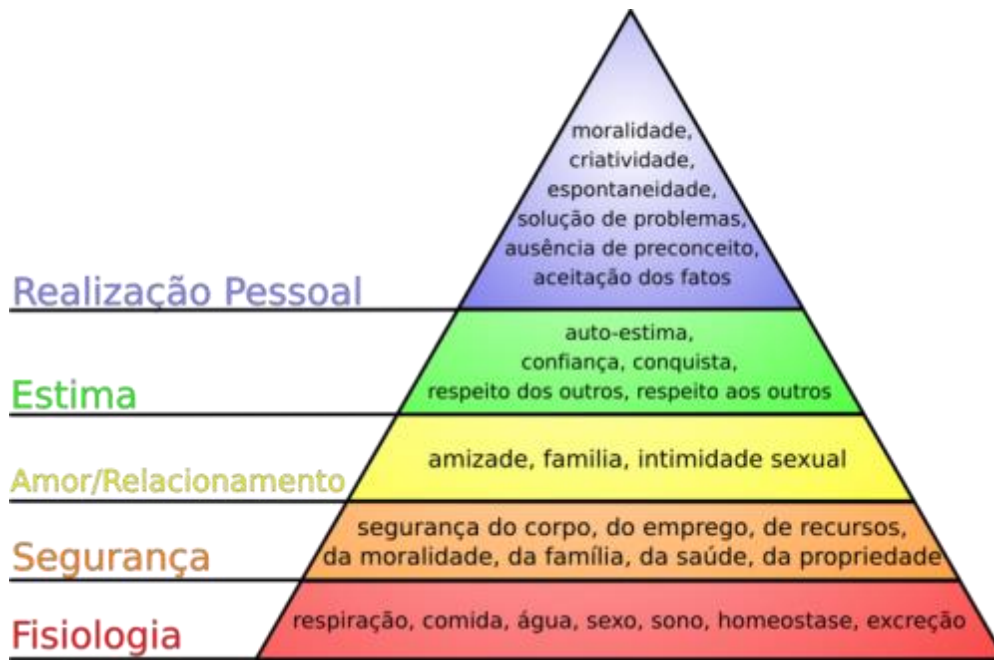 moralidade,
criatividade,
espontaneidade,
solução de problemas,
ausência de preconceito,
aceitação dos fatos
Realização Pessoal
auto-estima,
confiança, conquista,
respeito dos outros, respeito aos outros
Estima
amizade, familia, intimidade sexual
Amor/Relacionamento
segurança do corpo, do emprego, de recursos,
da moralidade, da família, da saúde, da propriedade
Segurança
respiração, comida, água, sexo, sono, homeostase, excreção
Fisiologia